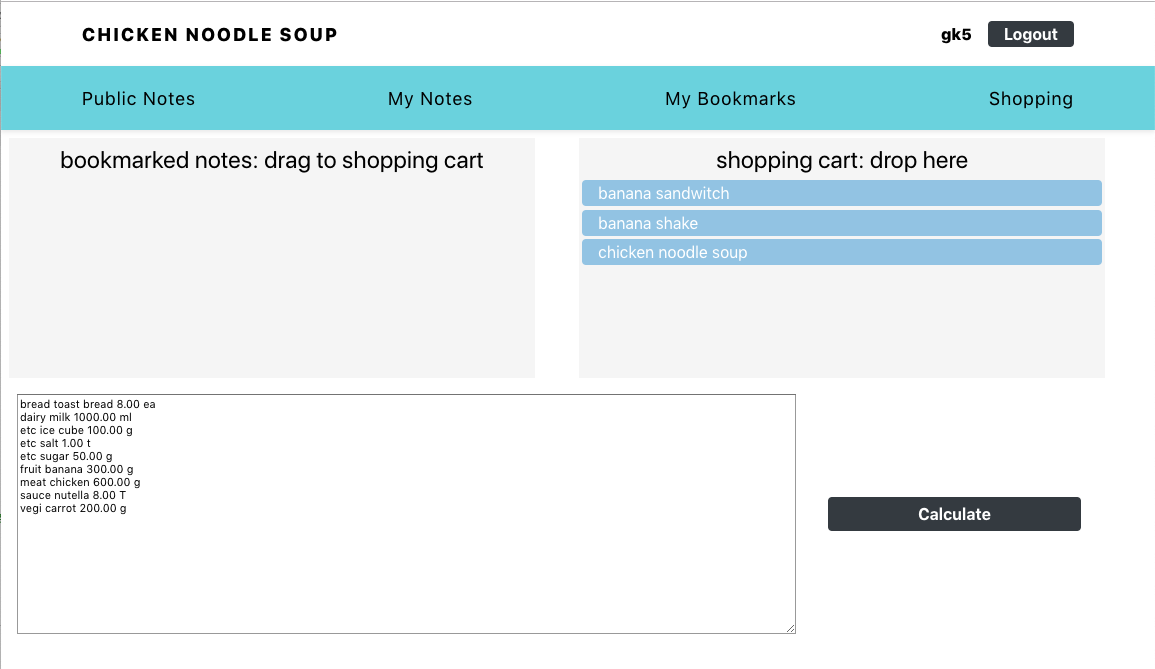 CHICKEN NOODLE SOUP
gk5 Logout
Public Notes My Notes My Bookmarks Shopping
bookmarked notes: drag to shopping cart
shopping cart: drop here
banana sandwitch
banana shake
chicken noodle soup
bread toast bread 8.00 ea
dairy milk 1000.00 ml
etc ice cube 100.00 g
etc salt 1.00 t
etc sugar 50.00 g
fruit banana 300.00 g
meat chicken 600.00 g
sauce nutella 8.00 T
vegi carrot 200.00 g
Calculate